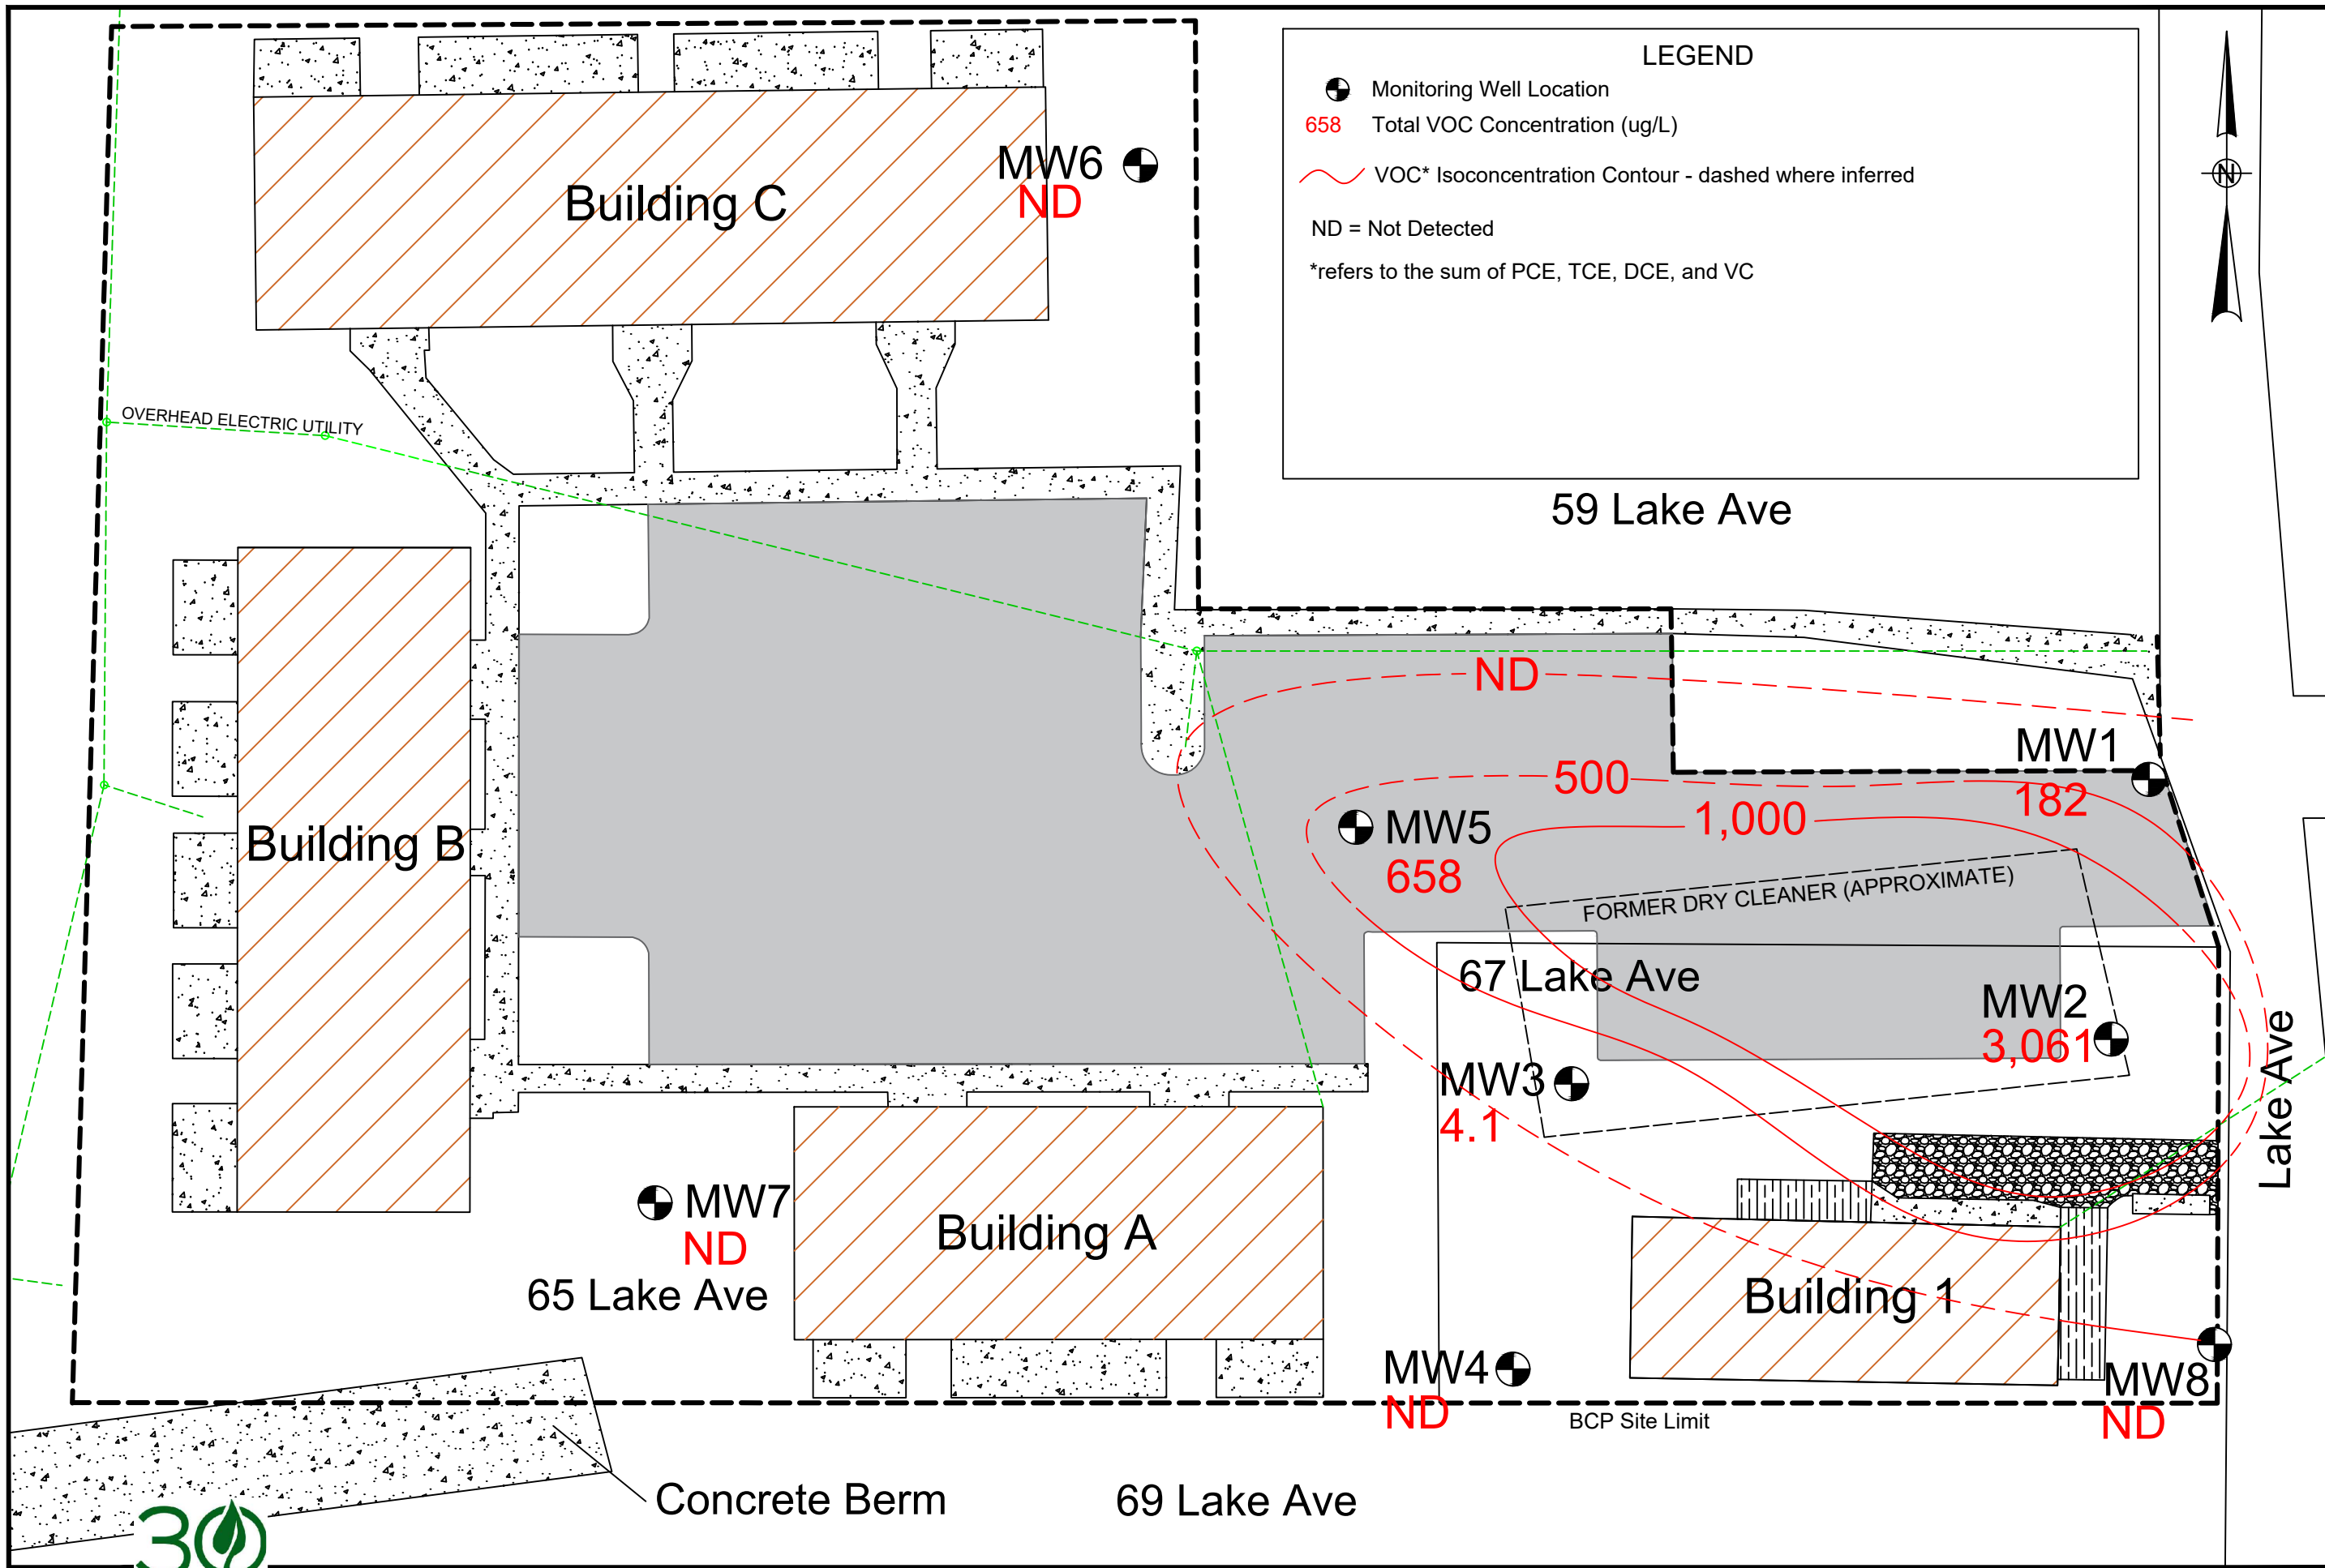 LEGEND
Monitoring Well Location
658 Total VOC Concentration (ug/L)
VOC* Isoconcentration Contour - dashed where inferred
ND = Not Detected
*refers to the sum of PCE, TCE, DCE, and VC
N
MW6
ND
Building C
OVERHEAD ELECTRIC UTILITY
59 Lake Ave
ND
MW1
182
500
1,000
MW5
658
Building B
FORMER DRY CLEANER (APPROXIMATE)
67 Lake Ave
MW2
3,061
Lake Ave
MW3
4.1
MW7
ND
Building A
65 Lake Ave
Building 1
MW4
ND
MW8
ND
BCP Site Limit
Concrete Berm
69 Lake Ave
30